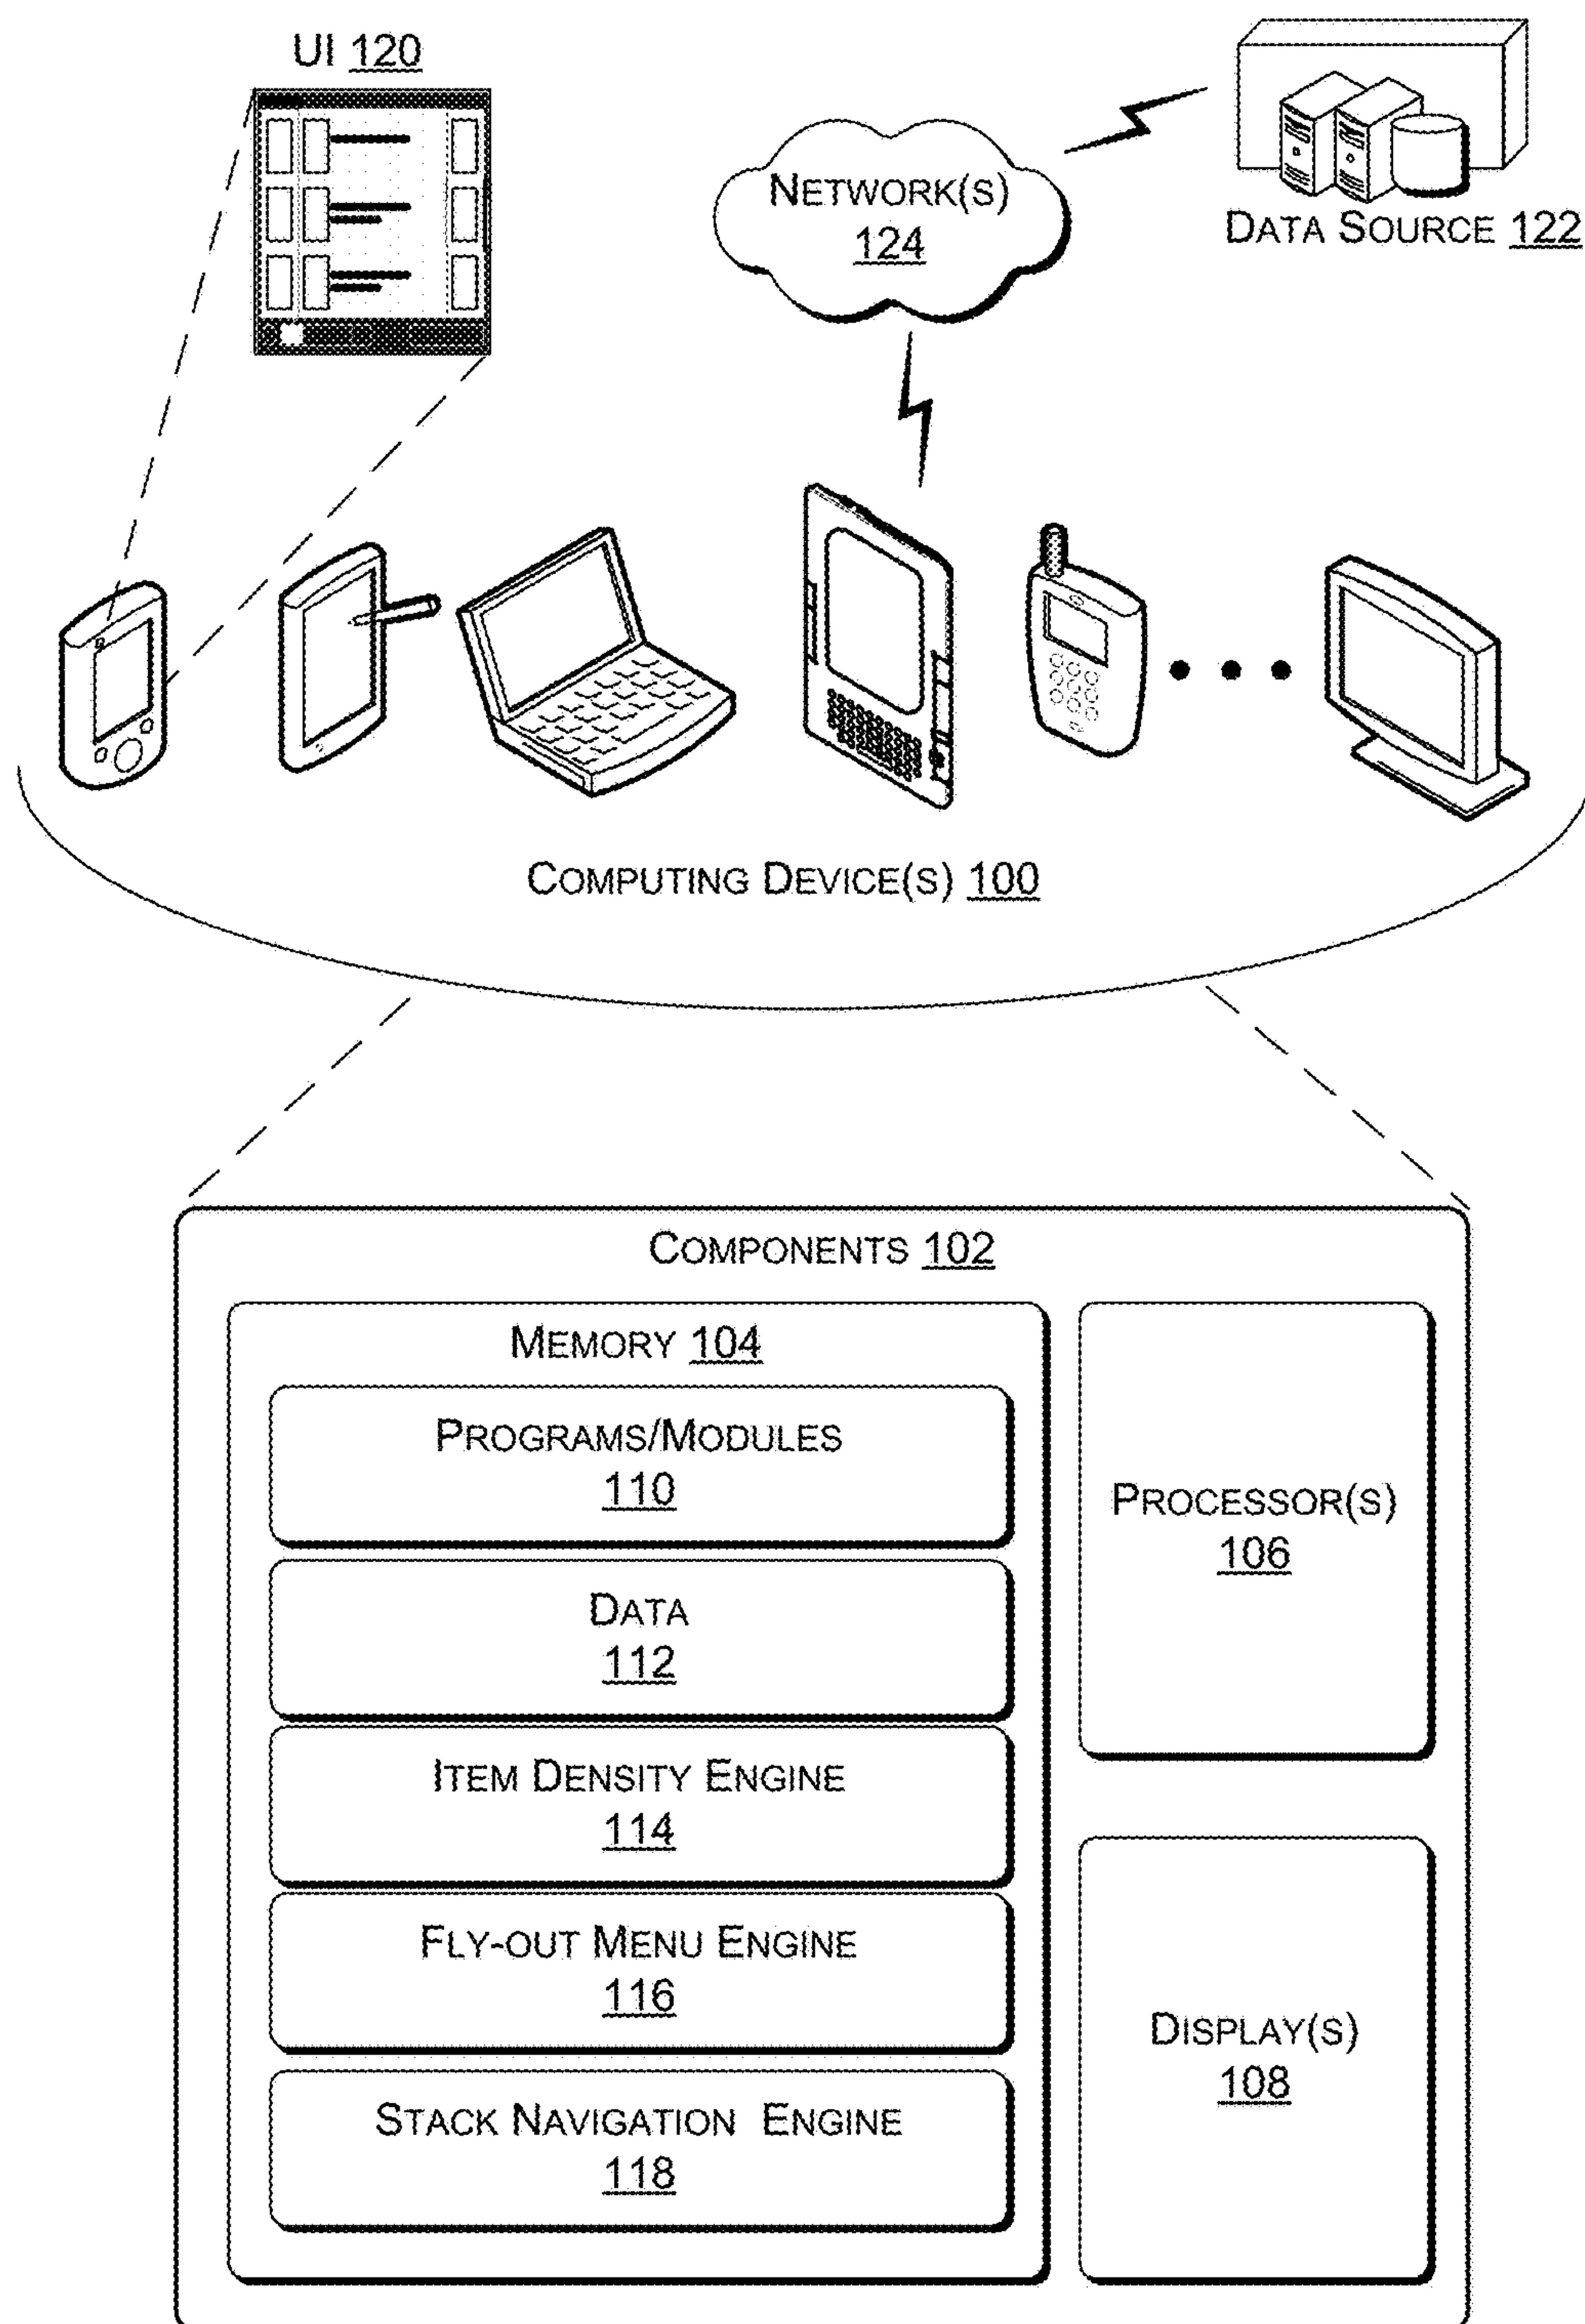 UI 120
NETWORK(S)
124
DATA SOURCE 122
COMPUTING DEVICE(S) 100
COMPONENTS 102
MEMORY 104
PROGRAMS/MODULES
110
DATA
112
ITEM DENSITY ENGINE
114
FLY-OUT MENU ENGINE
116
STACK NAVIGATION ENGINE
118
PROCESSOR(S)
106
DISPLAY(S)
108